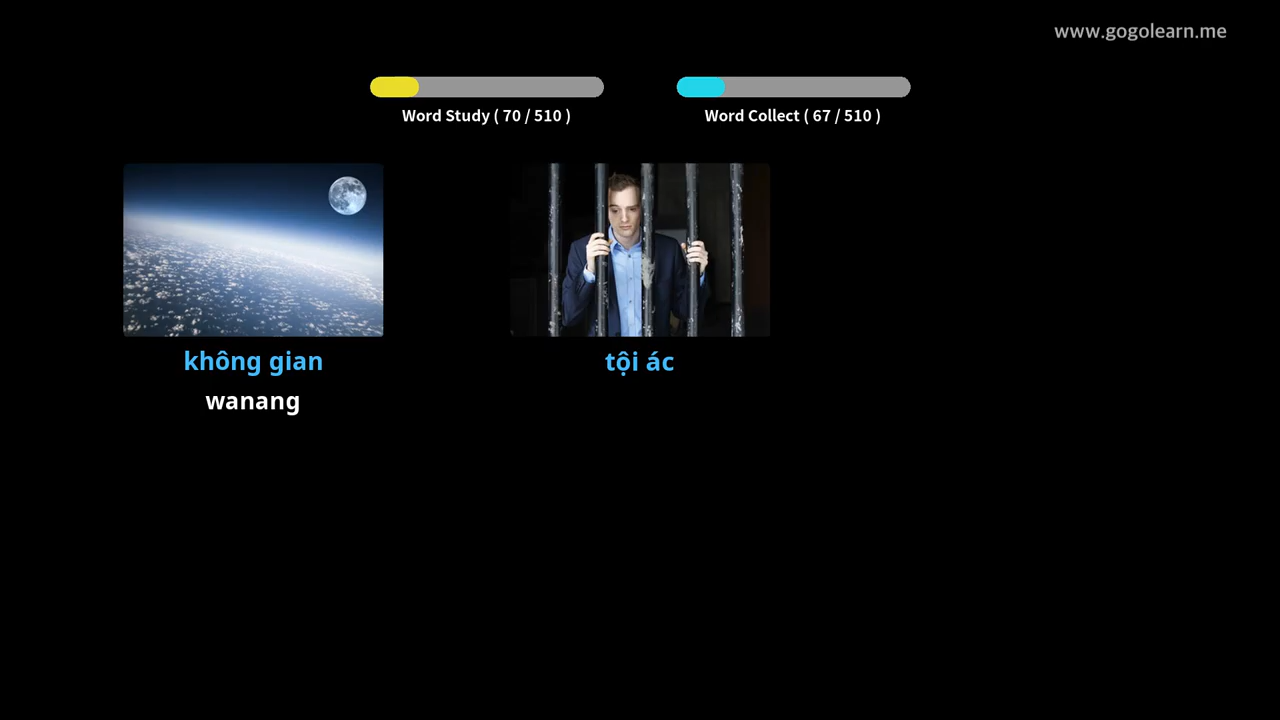 www.gogolearn.me
Word Study ( 70 / 510 )
Word Collect ( 67 / 510 )
không gian
wanang
tội ác